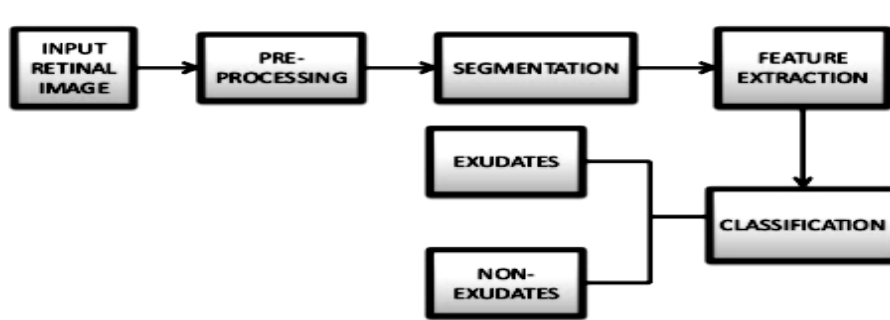 INPUT
RETINAL
IMAGE
PRE-
PROCESSING
SEGMENTATION
FEATURE
EXTRACTION
EXUDATES
CLASSIFICATION
NON-
EXUDATES